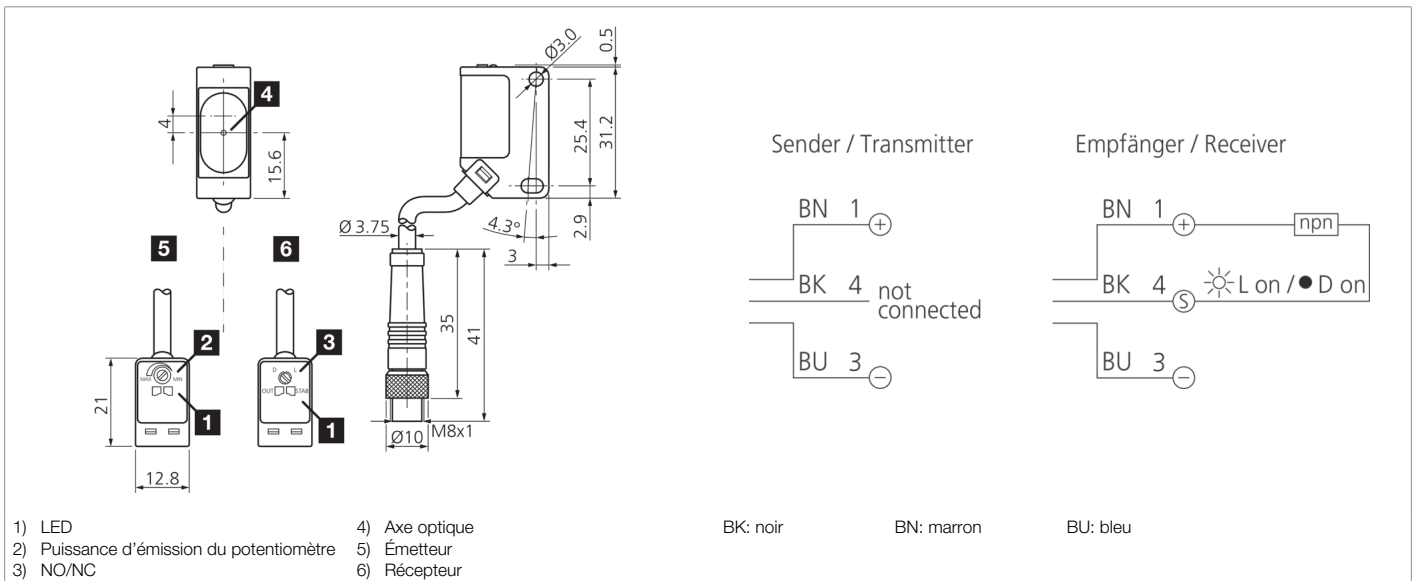 4
4
15.6
Ø3.0
0.5
25.4
31.2
2.9
4.3°
3
Ø 3.75
35
41
Ø10
M8x1
5
6
2
MAX
MIN
1
21
12.8
3
D
L
OUT
STAB
1
Sender / Transmitter
BN 1 +
BK 4 not
connected
BU 3 −
Empfänger / Receiver
BN 1 + npn
BK 4 S L on / D on
BU 3 −
1) LED
2) Puissance d'émission du potentiomètre
3) NO/NC
4) Axe optique
5) Émetteur
6) Récepteur
BK: noir
BN: marron
BU: bleu